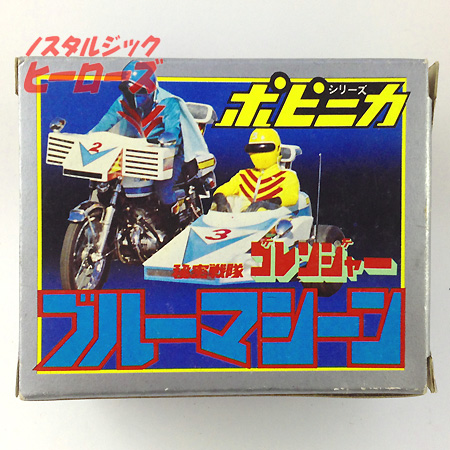 ノスタルジック
ヒーローズ
ポピニカ
シリーズ
2
3
秘密戦隊
ゴレンジャー
ブルーマシーン